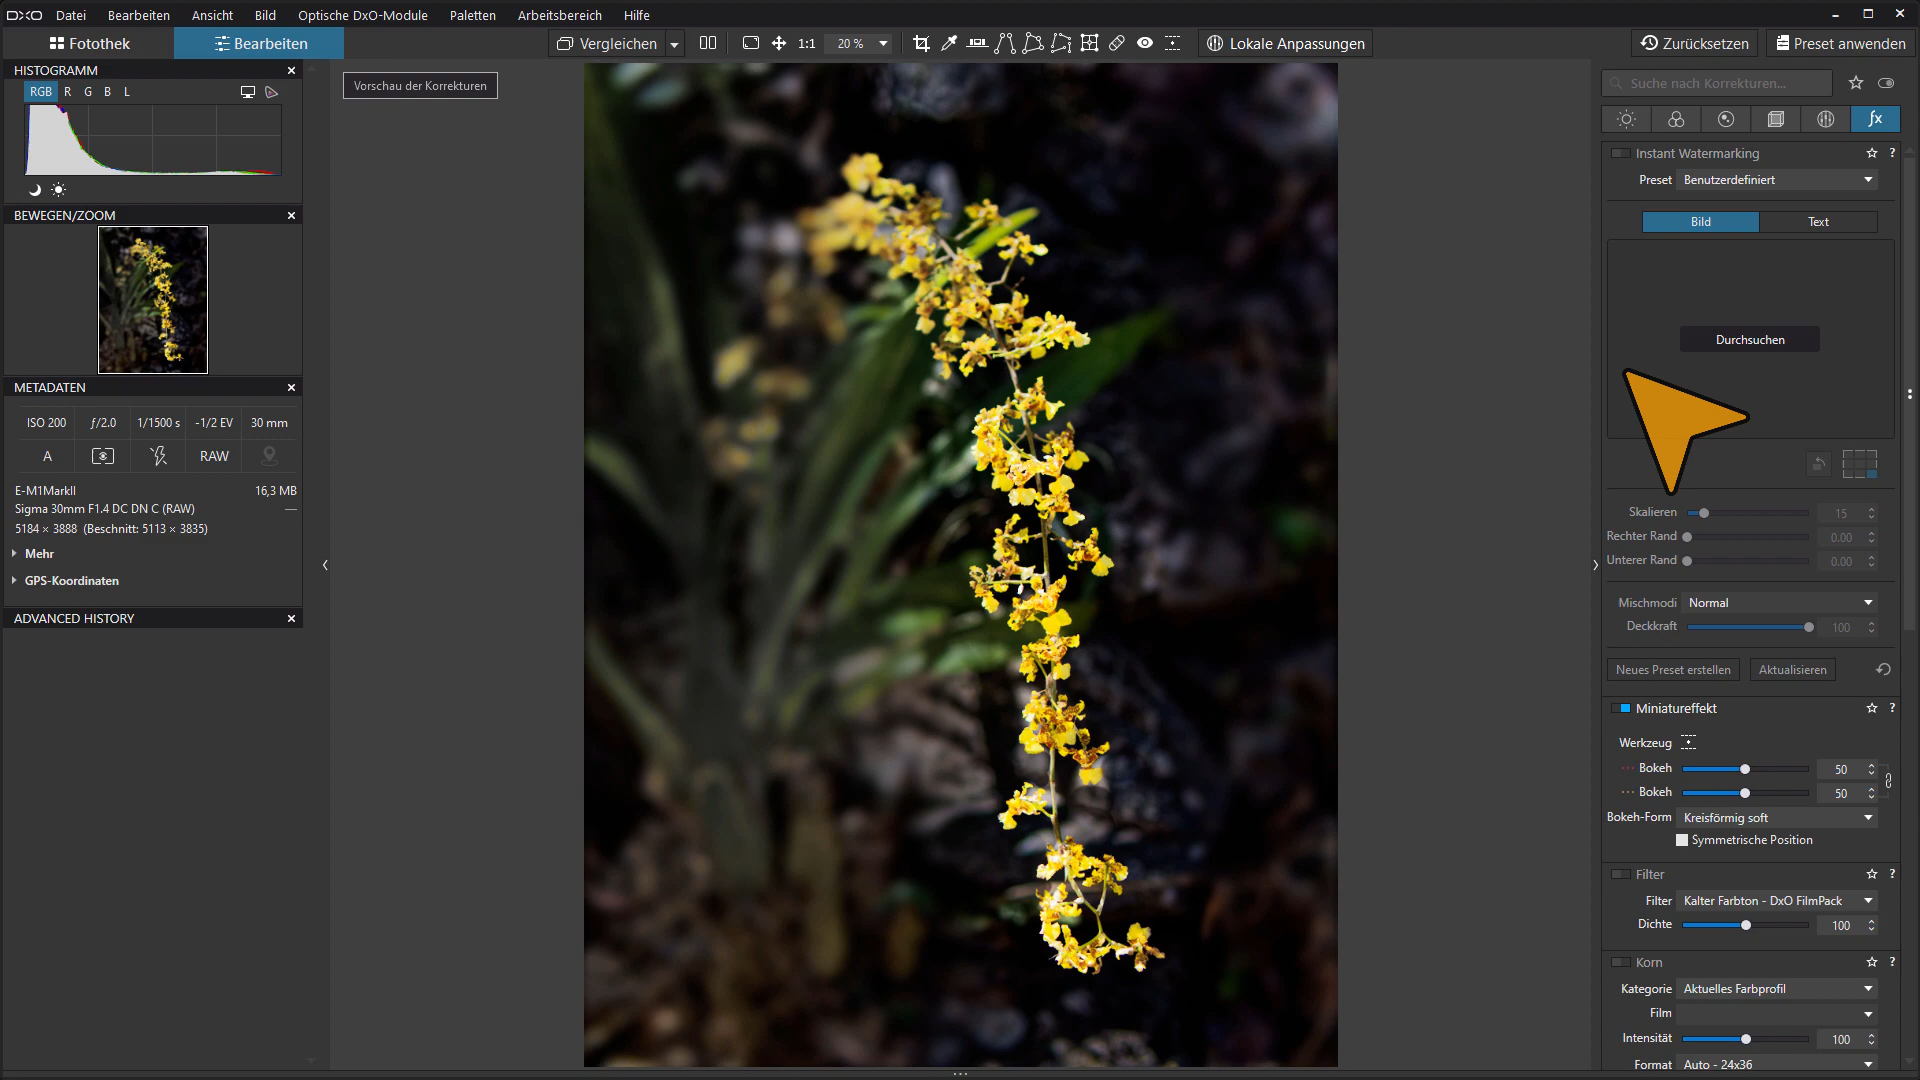 DXO Datei Bearbeiten Ansicht Bild Optische DxO-Module Paletten Arbeitsbereich Hilfe
Fotothek Bearbeiten Vergleichen 1:1 20 % Lokale Anpassungen Zurücksetzen Preset anwenden
HISTOGRAMM
RGB R G B L
BEWEGEN/ZOOM
METADATEN
ISO 200 ƒ/2.0 1/1500 s -1/2 EV 30 mm
A RAW
E-M1MarkII 16,3 MB
Sigma 30mm F1.4 DC DN C (RAW) —
5184 × 3888 (Beschnitt: 5113 × 3835)
Mehr
GPS-Koordinaten
ADVANCED HISTORY
Vorschau der Korrekturen
Suche nach Korrekturen...
fx
Instant Watermarking ?
Preset Benutzerdefiniert
Bild Text
Durchsuchen
Skalieren 15
Rechter Rand 0.00
Unterer Rand 0.00
Mischmodi Normal
Deckkraft 100
Neues Preset erstellen Aktualisieren
Miniatureffekt ?
Werkzeug
Bokeh 50
Bokeh 50
Bokeh-Form Kreisförmig soft
Symmetrische Position
Filter ?
Filter Kalter Farbton - DxO FilmPack
Dichte 100
Korn ?
Kategorie Aktuelles Farbprofil
Film
Intensität 100
Format Auto - 24x36